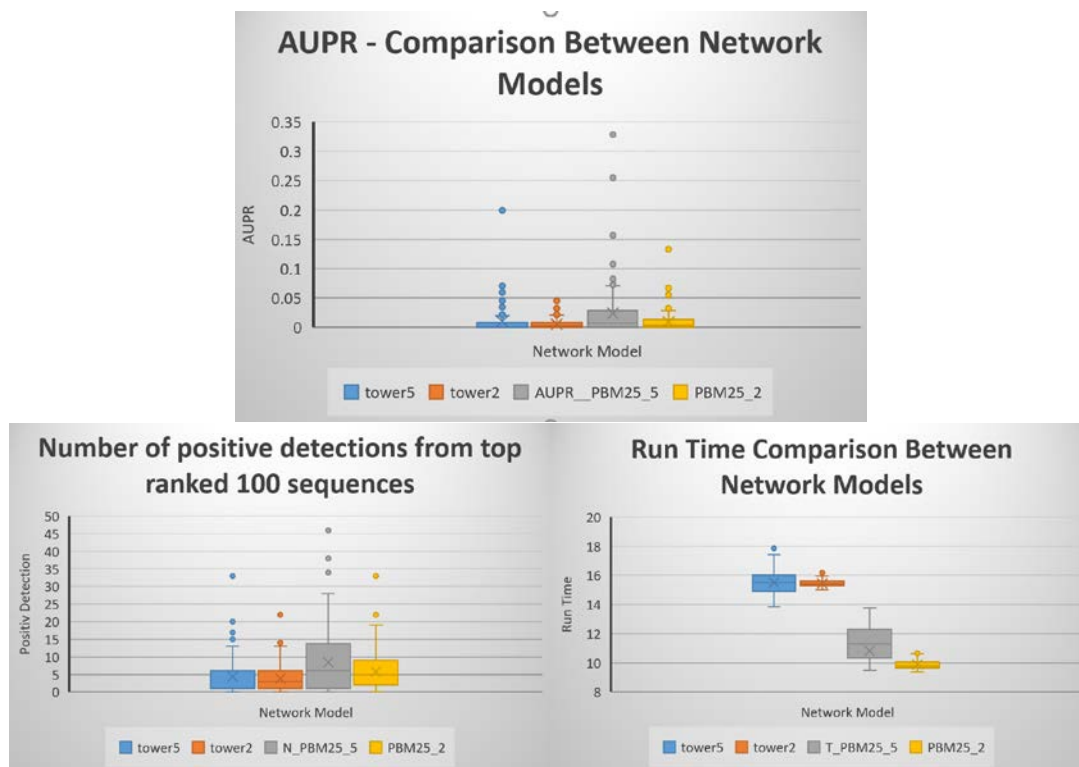 AUPR - Comparison Between Network
Models
0.35
0.3
0.25
0.2
0.15
0.1
0.05
0
AUPR
Network Model
tower5 tower2 AUPR__PBM25_5 PBM25_2
Number of positive detections from top
ranked 100 sequences
50
45
40
35
30
25
20
15
10
5
0
Positiv Detection
Network Model
tower5 tower2 N_PBM25_5 PBM25_2
Run Time Comparison Between
Network Models
20
18
16
14
12
10
8
Run Time
Network Model
tower5 tower2 T_PBM25_5 PBM25_2